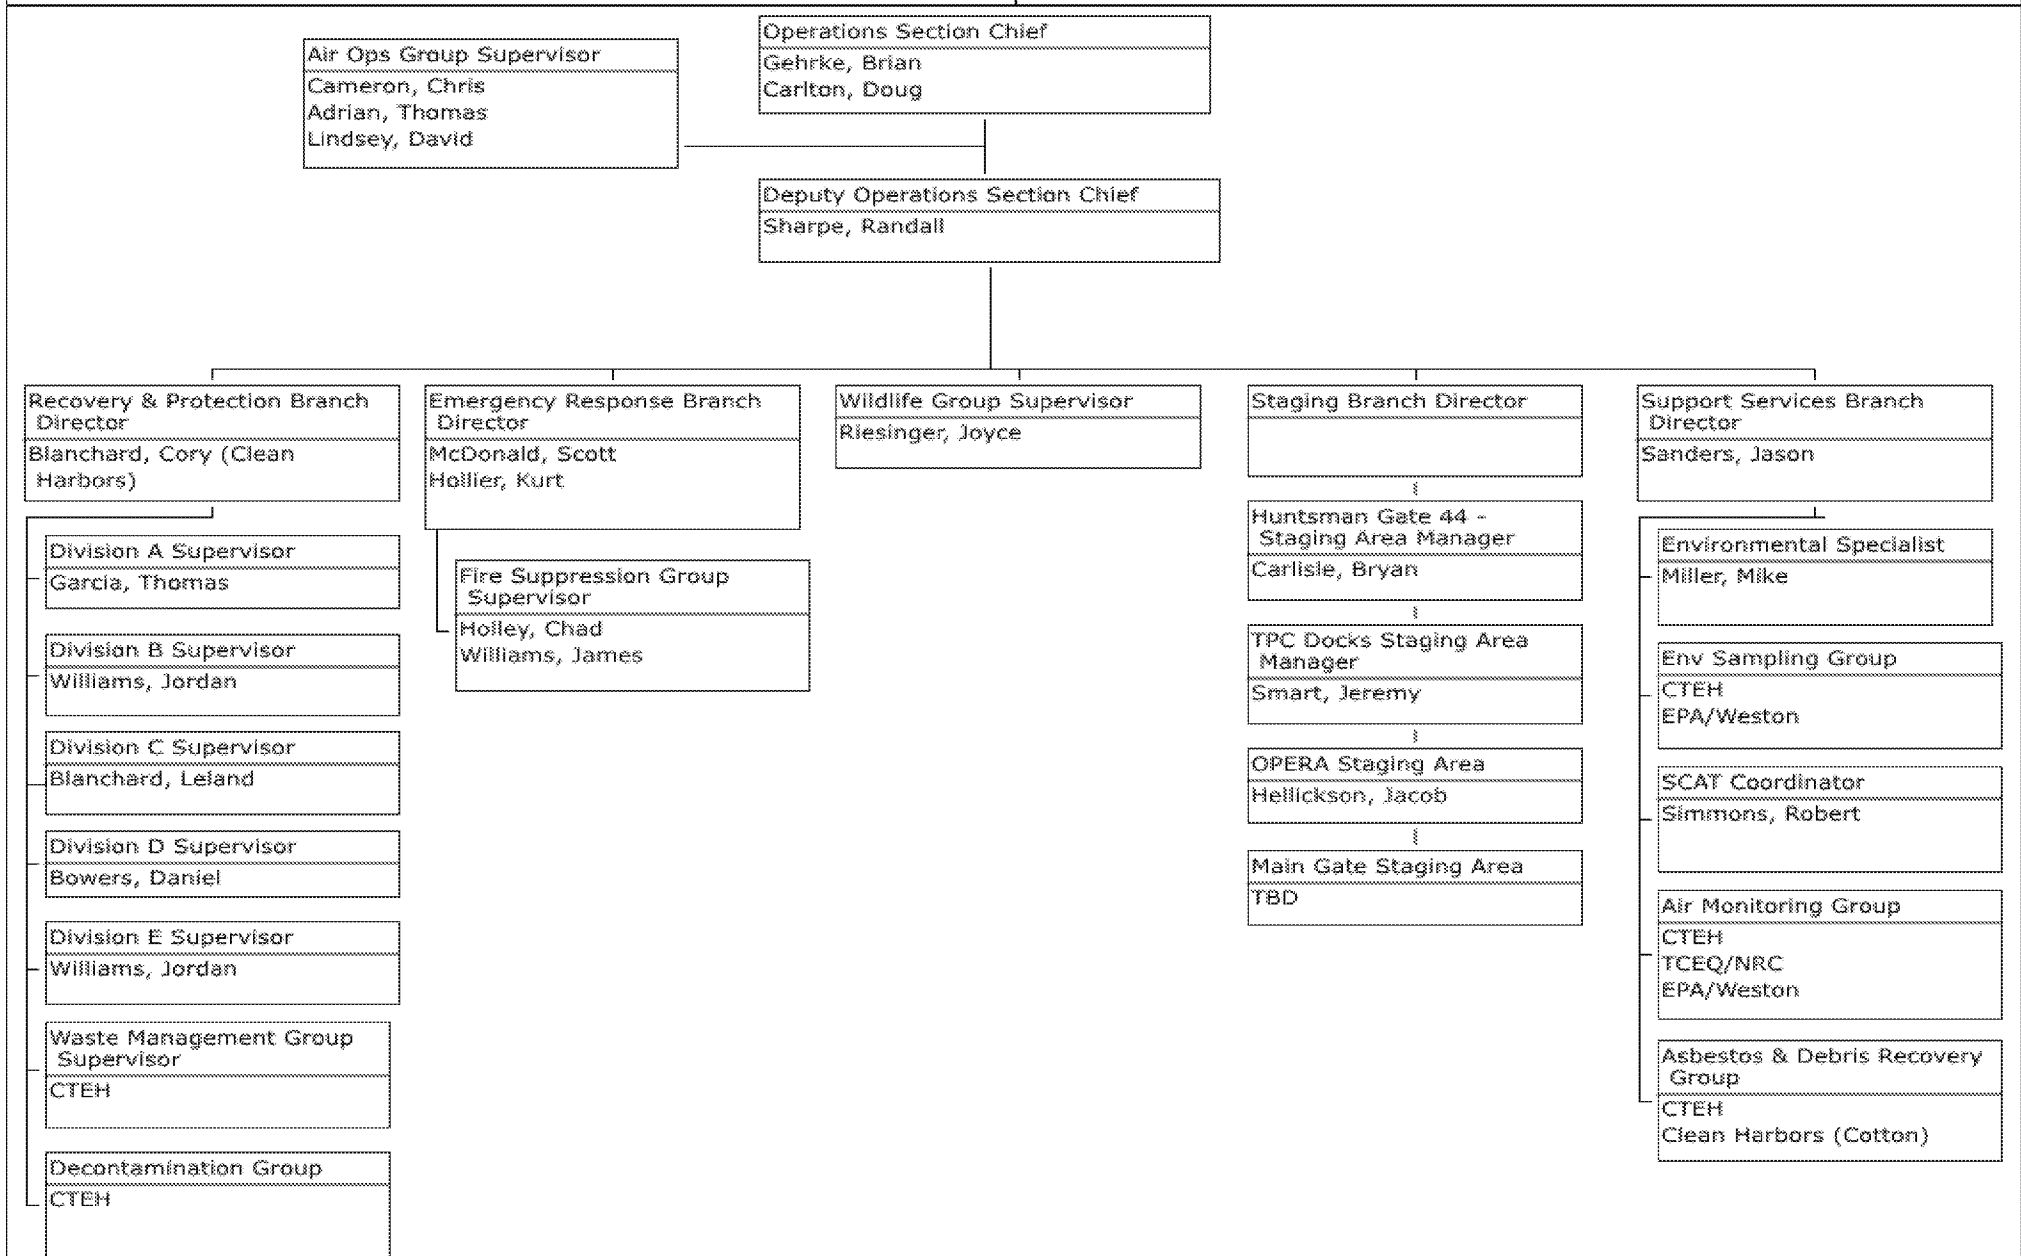 Operations Section Chief
Gehrke, Brian
Carlton, Doug
Air Ops Group Supervisor
Cameron, Chris
Adrian, Thomas
Lindsey, David
Deputy Operations Section Chief
Sharpe, Randall
Recovery & Protection Branch
Director
Blanchard, Cory (Clean
Harbors)
Division A Supervisor
Garcia, Thomas
Division B Supervisor
Williams, Jordan
Division C Supervisor
Blanchard, Leland
Division D Supervisor
Bowers, Daniel
Division E Supervisor
Williams, Jordan
Waste Management Group
Supervisor
CTEH
Decontamination Group
CTEH
Emergency Response Branch
Director
McDonald, Scott
Hollier, Kurt
Fire Suppression Group
Supervisor
Holley, Chad
Williams, James
Wildlife Group Supervisor
Riesinger, Joyce
Staging Branch Director
Huntsman Gate 44 -
Staging Area Manager
Carlisle, Bryan
TPC Docks Staging Area
Manager
Smart, Jeremy
OPERA Staging Area
Hellickson, Jacob
Main Gate Staging Area
TBD
Support Services Branch
Director
Sanders, Jason
Environmental Specialist
Miller, Mike
Env Sampling Group
CTEH
EPA/Weston
SCAT Coordinator
Simmons, Robert
Air Monitoring Group
CTEH
TCEQ/NRC
EPA/Weston
Asbestos & Debris Recovery
Group
CTEH
Clean Harbors (Cotton)